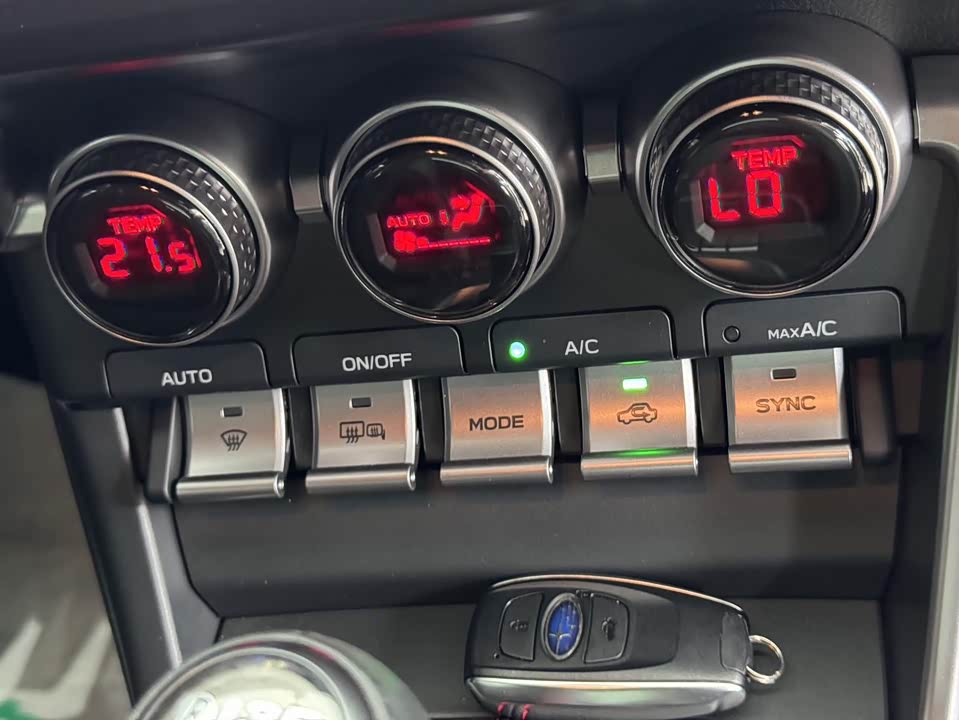 TEMP
21.5
AUTO
TEMP
LO
AUTO
ON/OFF
A/C
MAX A/C
MODE
SYNC